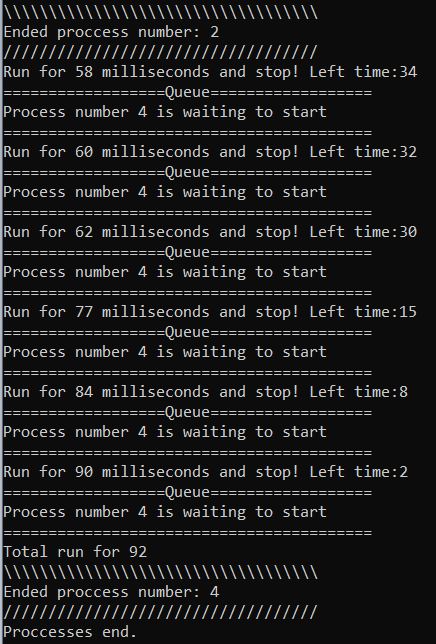 \\\\\\\\\\\\\\\\\\\\\\\\\\\\\\\\\\\
Ended proccess number: 2
///////////////////////////////////
Run for 58 milliseconds and stop! Left time:34
==================Queue==================
Process number 4 is waiting to start
=========================================
Run for 60 milliseconds and stop! Left time:32
==================Queue==================
Process number 4 is waiting to start
=========================================
Run for 62 milliseconds and stop! Left time:30
==================Queue==================
Process number 4 is waiting to start
=========================================
Run for 77 milliseconds and stop! Left time:15
==================Queue==================
Process number 4 is waiting to start
=========================================
Run for 84 milliseconds and stop! Left time:8
==================Queue==================
Process number 4 is waiting to start
=========================================
Run for 90 milliseconds and stop! Left time:2
==================Queue==================
Process number 4 is waiting to start
=========================================
Total run for 92
\\\\\\\\\\\\\\\\\\\\\\\\\\\\\\\\\\\
Ended proccess number: 4
///////////////////////////////////
Proccesses end.